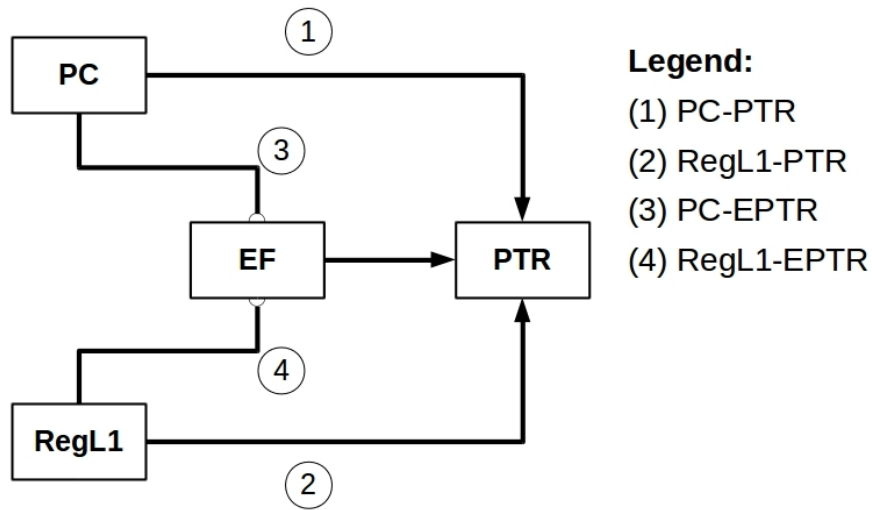 1
PC
3
EF
PTR
4
RegL1
2
Legend:
(1) PC-PTR
(2) RegL1-PTR
(3) PC-EPTR
(4) RegL1-EPTR